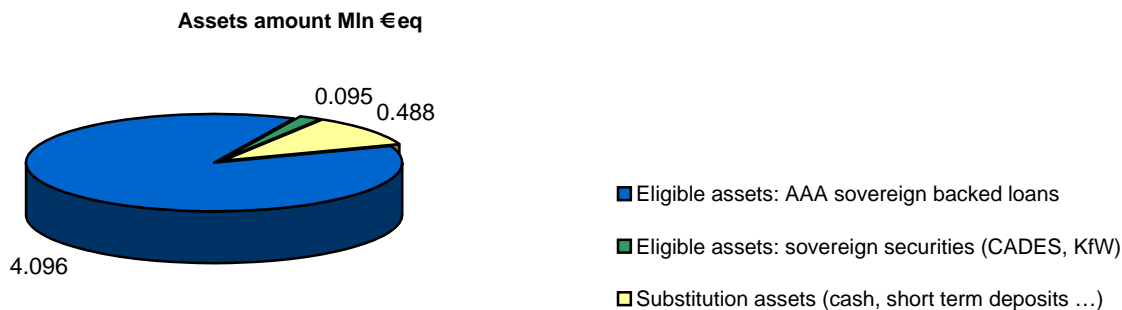 Assets amount Mln €eq
0.095
0.488
4.096
Eligible assets: AAA sovereign backed loans
Eligible assets: sovereign securities (CADES, KfW)
Substitution assets (cash, short term deposits …)